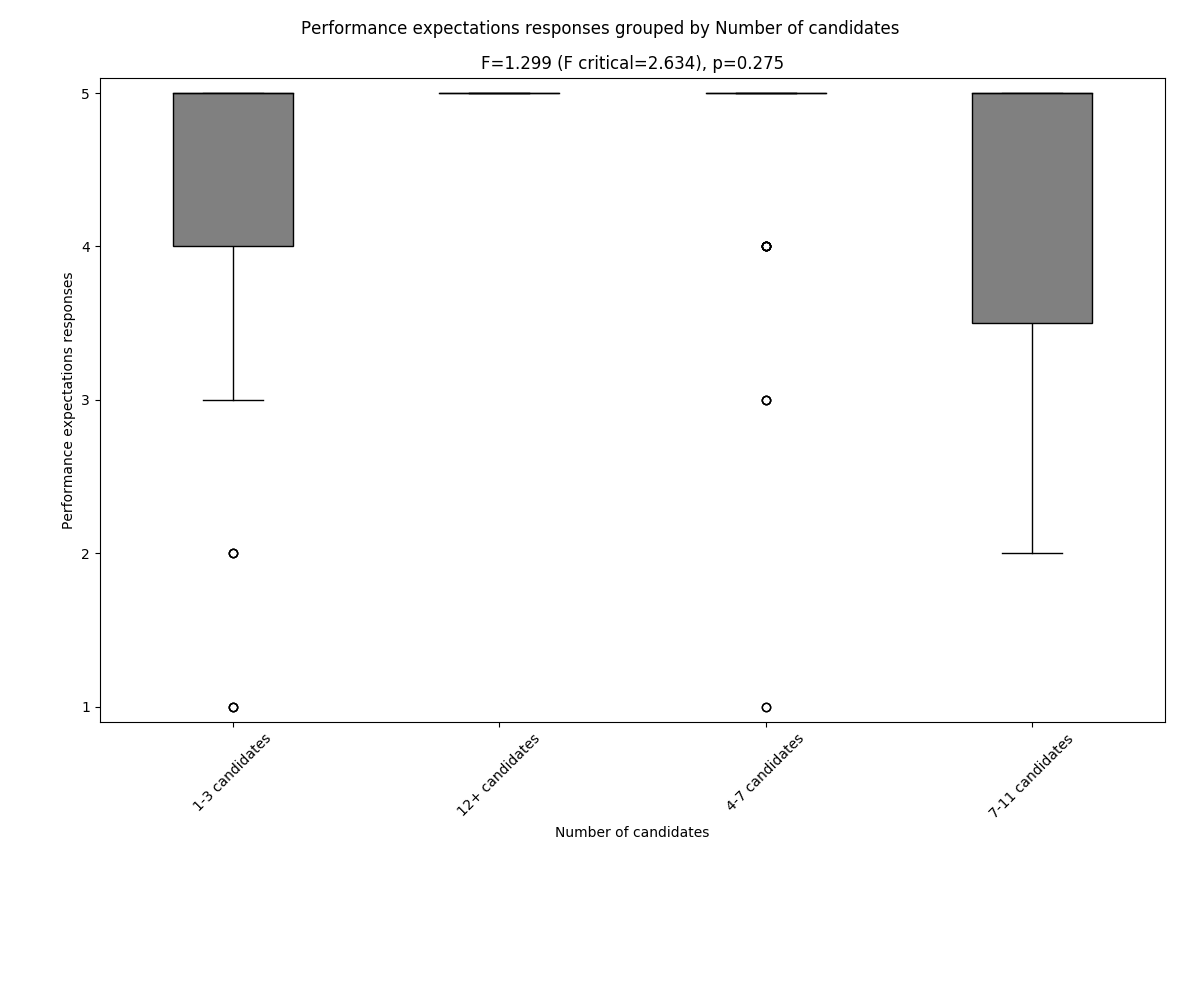 Performance expectations responses grouped by Number of candidates
F=1.299 (F critical=2.634), p=0.275
5
4
3
2
1
Performance expectations responses
1-3 candidates
12+ candidates
4-7 candidates
7-11 candidates
Number of candidates